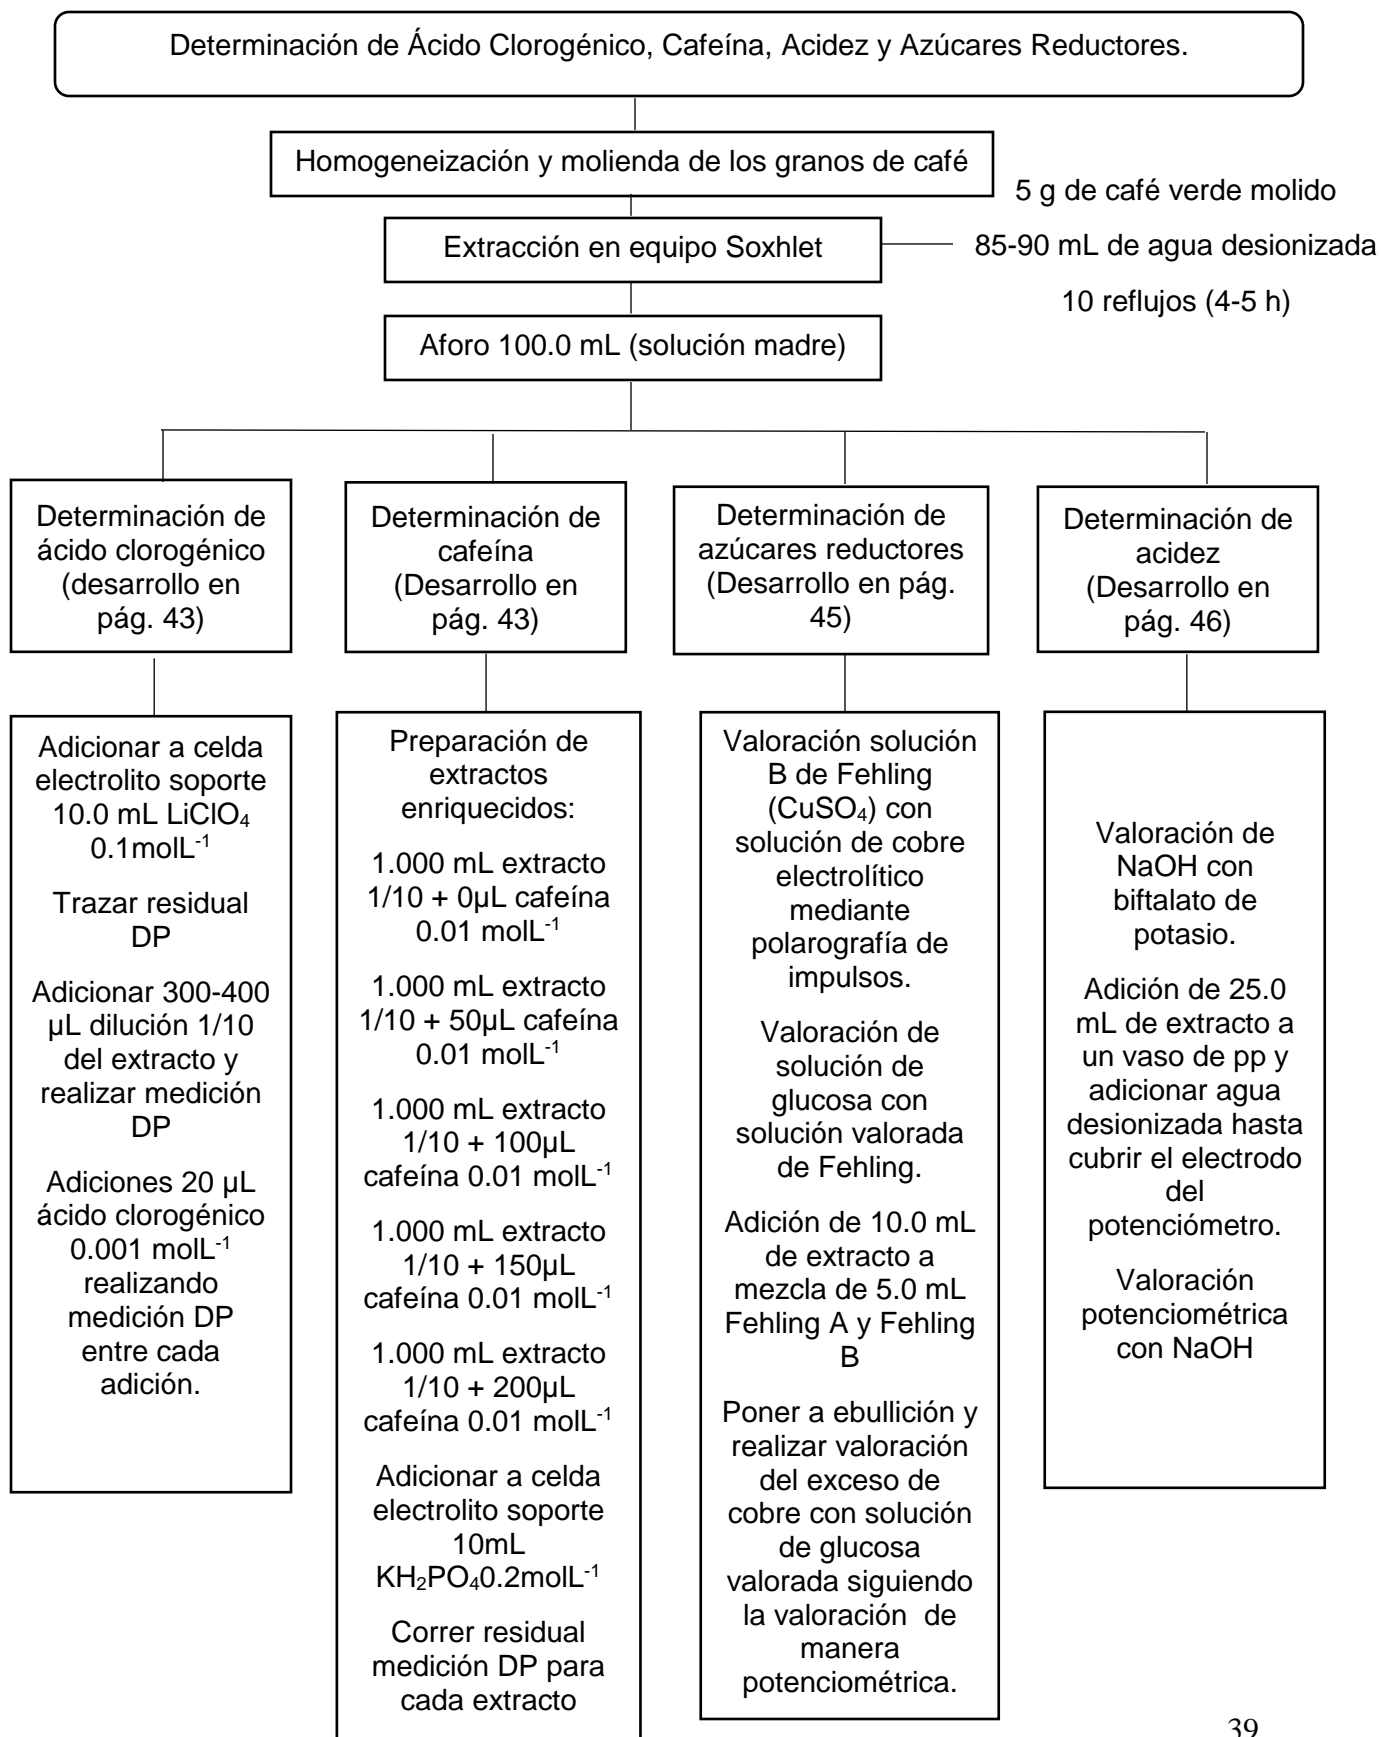 Determinación de Ácido Clorogénico, Cafeína, Acidez y Azúcares Reductores.
Homogeneización y molienda de los granos de café
5 g de café verde molido
Extracción en equipo Soxhlet
85-90 mL de agua desionizada
10 reflujos (4-5 h)
Aforo 100.0 mL (solución madre)
Determinación de
ácido clorogénico
(desarrollo en
pág. 43)
Determinación de
cafeína
(Desarrollo en
pág. 43)
Determinación de
azúcares reductores
(Desarrollo en pág.
45)
Determinación de
acidez
(Desarrollo en
pág. 46)
Adicionar a celda
electrolito soporte
10.0 mL LiClO₄
0.1molL⁻¹
Trazar residual
DP
Adicionar 300-400
µL dilución 1/10
del extracto y
realizar medición
DP
Adiciones 20 µL
ácido clorogénico
0.001 molL⁻¹
realizando
medición DP
entre cada
adición.
Preparación de
extractos
enriquecidos:
1.000 mL extracto
1/10 + 0µL cafeína
0.01 molL⁻¹
1.000 mL extracto
1/10 + 50µL cafeína
0.01 molL⁻¹
1.000 mL extracto
1/10 + 100µL
cafeína 0.01 molL⁻¹
1.000 mL extracto
1/10 + 150µL
cafeína 0.01 molL⁻¹
1.000 mL extracto
1/10 + 200µL
cafeína 0.01 molL⁻¹
Adicionar a celda
electrolito soporte
10mL
KH₂PO₄0.2molL⁻¹
Correr residual
medición DP para
cada extracto
Valoración solución
B de Fehling
(CuSO₄) con
solución de cobre
electrolítico
mediante
polarografía de
impulsos.
Valoración de
solución de
glucosa con
solución valorada
de Fehling.
Adición de 10.0 mL
de extracto a
mezcla de 5.0 mL
Fehling A y Fehling
B
Poner a ebullición y
realizar valoración
del exceso de
cobre con solución
de glucosa
valorada siguiendo
la valoración de
manera
potenciométrica.
Valoración de
NaOH con
biftalato de
potasio.
Adición de 25.0
mL de extracto a
un vaso de pp y
adicionar agua
desionizada hasta
cubrir el electrodo
del
potenciómetro.
Valoración
potenciométrica
con NaOH
39